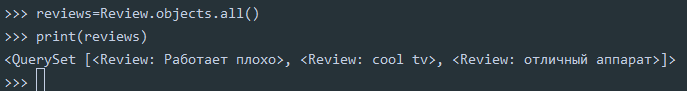 >>> reviews=Review.objects.all()
>>> print(reviews)
<QuerySet [<Review: Работает плохо>, <Review: cool tv>, <Review: отличный аппарат>]>
>>>